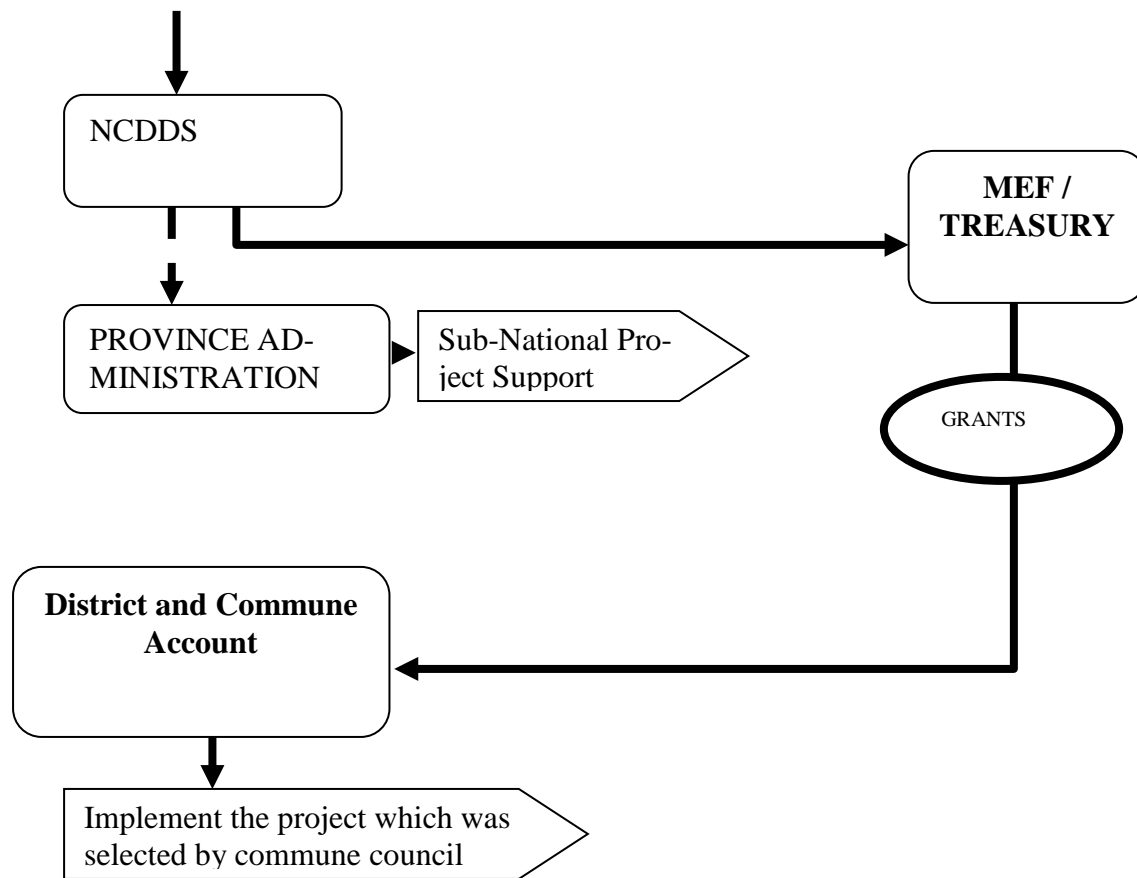 NCDDS
MEF /
TREASURY
PROVINCE AD-
MINISTRATION
Sub-National Pro-
ject Support
GRANTS
District and Commune
Account
Implement the project which was
selected by commune council